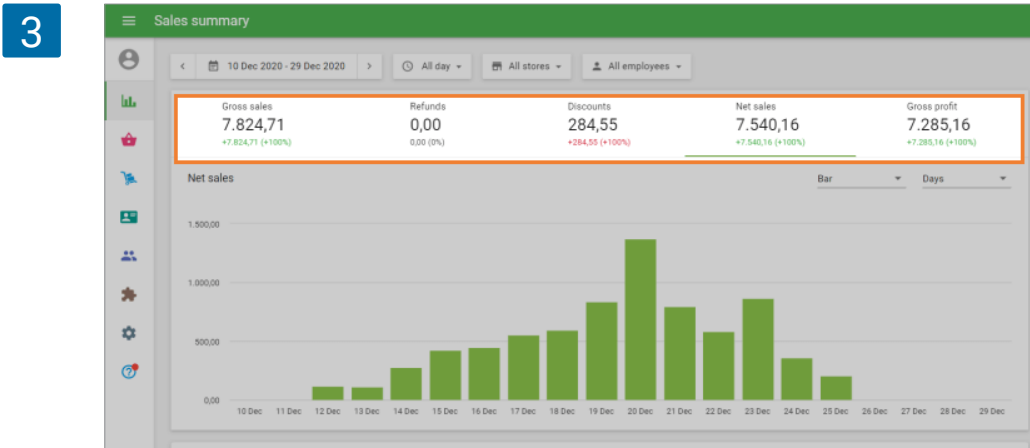 3
Sales summary
10 Dec 2020 - 29 Dec 2020
All day
All stores
All employees
Gross sales
7.824,71
+7.824,71 (+100%)
Refunds
0,00
0,00 (0%)
Discounts
284,55
+284,55 (+100%)
Net sales
7.540,16
+7.540,16 (+100%)
Gross profit
7.285,16
+7.285,16 (+100%)
Net sales
Bar
Days
1.500,00
1.000,00
500,00
0,00
10 Dec 11 Dec 12 Dec 13 Dec 14 Dec 15 Dec 16 Dec 17 Dec 18 Dec 19 Dec 20 Dec 21 Dec 22 Dec 23 Dec 24 Dec 25 Dec 26 Dec 27 Dec 28 Dec 29 Dec